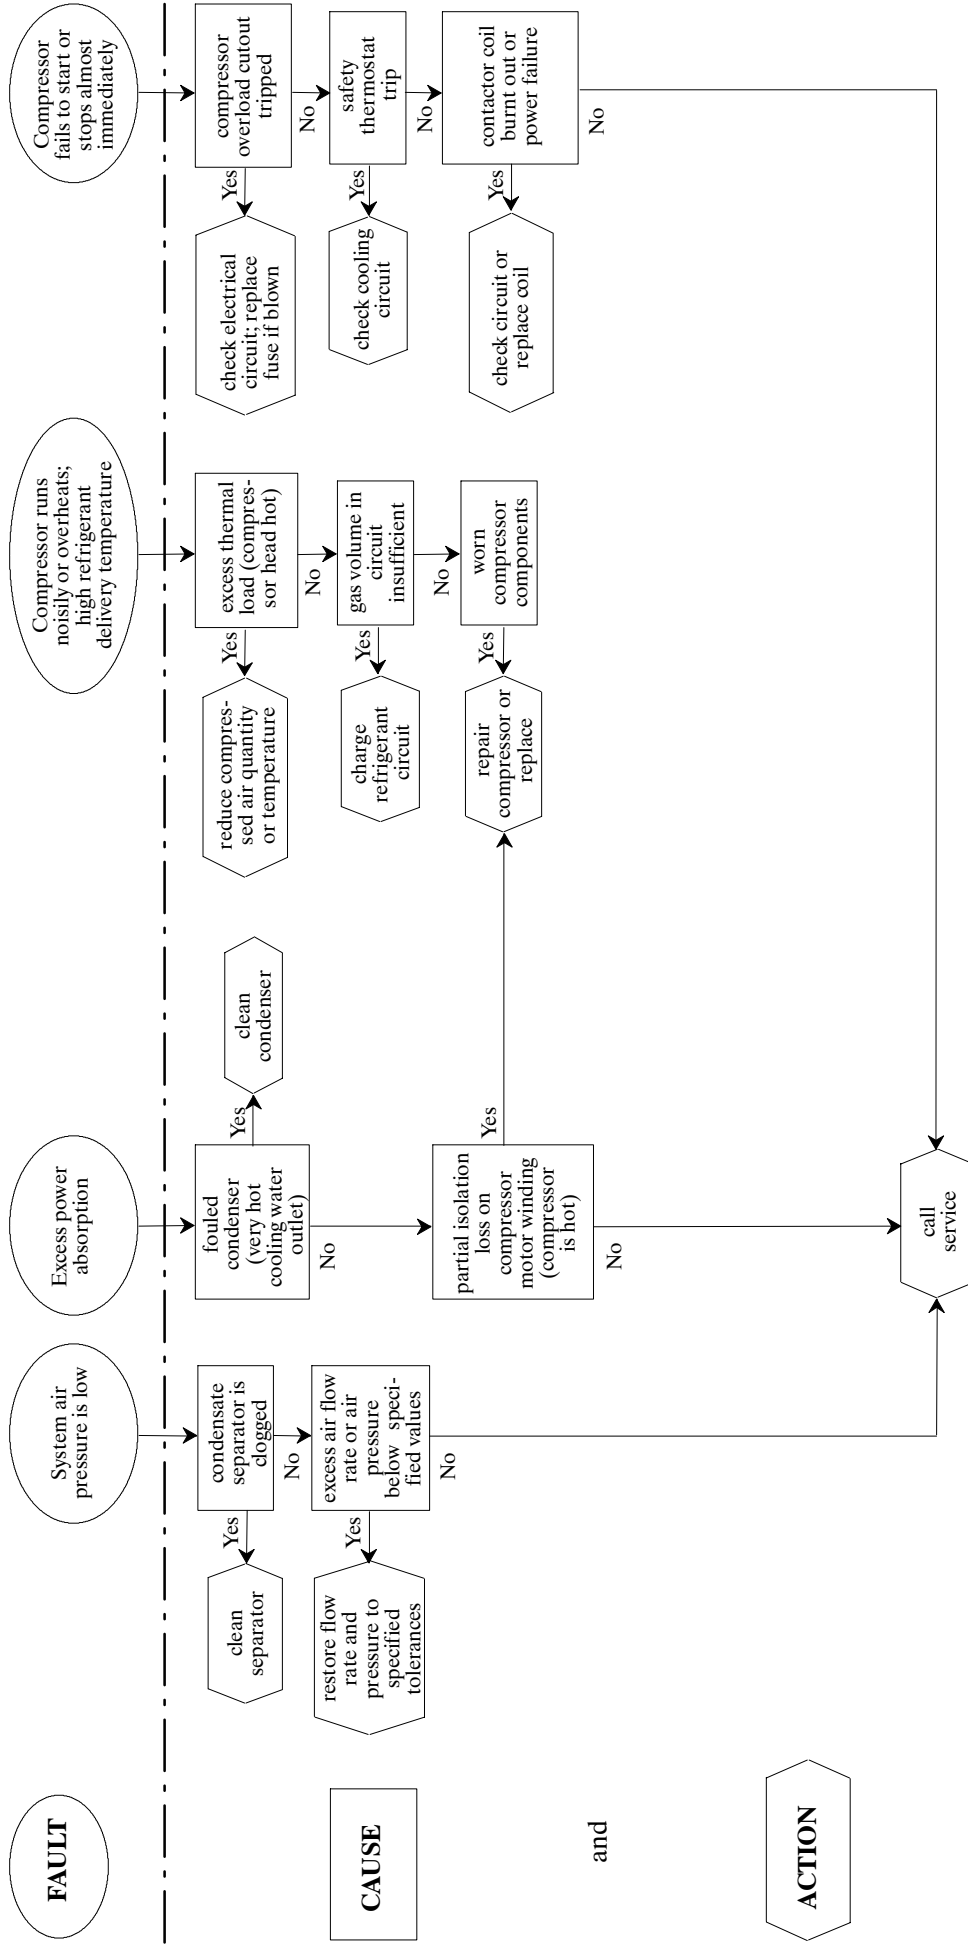 FAULT
System air
pressure is low
Excess power
absorption
Compressor runs
noisily or overheats;
high refrigerant
delivery temperature
Compressor
fails to start or
stops almost
immediately
CAUSE
and
ACTION
condensate
separator is
clogged
Yes
clean
separator
No
excess air flow
rate or air
pressure
below speci-
fied values
Yes
restore flow
rate and
pressure to
specified
tolerances
No
fouled
condenser
(very hot
cooling water
outlet)
Yes
clean
condenser
No
partial isolation
loss on
compressor
motor winding
(compressor
is hot)
Yes
No
excess thermal
load (compres-
sor head hot)
Yes
reduce compres-
sed air quantity
or temperature
No
gas volume in
circuit
insufficient
Yes
charge
refrigerant
circuit
No
worn
compressor
components
Yes
repair
compressor or
replace
compressor
overload cutout
tripped
Yes
check electrical
circuit; replace
fuse if blown
No
safety
thermostat
trip
Yes
check cooling
circuit
No
contactor coil
burnt out or
power failure
Yes
check circuit or
replace coil
No
call
service